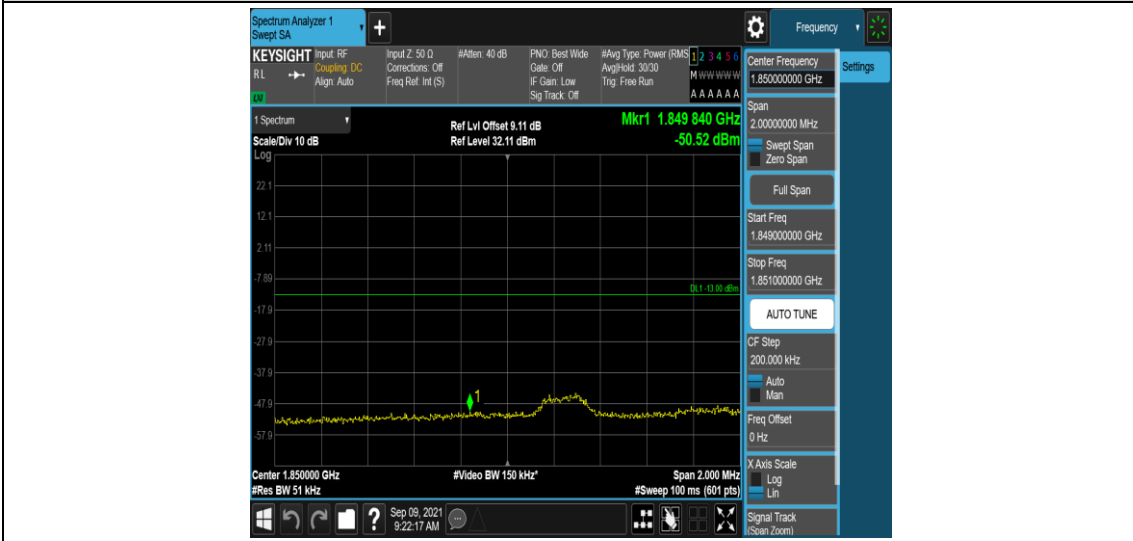 Spectrum Analyzer 1
Swept SA
+
Frequency
KEYSIGHT
Input: RF
Input Z: 50 Ω
#Atten: 40 dB
PNO: Best Wide
#Avg Type: Power (RMS
1 2 3 4 5 6
RL
Coupling: DC
Corrections: Off
Gate: Off
Avg|Hold: 30/30
M W W W W W
Align: Auto
Freq Ref: Int (S)
IF Gain: Low
Trig: Free Run
Sig Track: Off
A A A A A A
1 Spectrum
Ref Lvl Offset 9.11 dB
Mkr1 1.849 840 GHz
Scale/Div 10 dB
Ref Level 32.11 dBm
-50.52 dBm
Log
22.1
12.1
2.11
-7.89
DL1 -13.00 dBm
-17.9
-27.9
-37.9
1
-47.9
-57.9
Center 1.850000 GHz
#Video BW 150 kHz*
Span 2.000 MHz
#Res BW 51 kHz
#Sweep 100 ms (601 pts)
Center Frequency
1.850000000 GHz
Settings
Span
2.00000000 MHz
Swept Span
Zero Span
Full Span
Start Freq
1.849000000 GHz
Stop Freq
1.851000000 GHz
AUTO TUNE
CF Step
200.000 kHz
Auto
Man
Freq Offset
0 Hz
X Axis Scale
Log
Lin
Signal Track
(Span Zoom)
?
Sep 09, 2021
9:22:17 AM